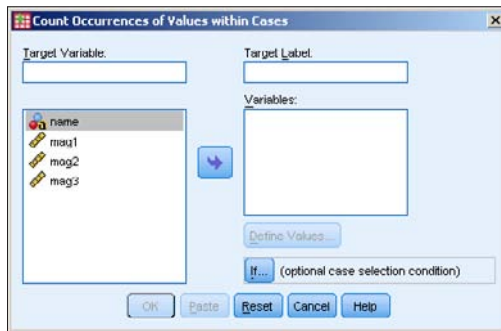 Count Occurrences of Values within Cases
Target Variable:
Target Label:
name
mag1
mag2
mag3
Variables:
Define Values...
If... (optional case selection condition)
OK Paste Reset Cancel Help